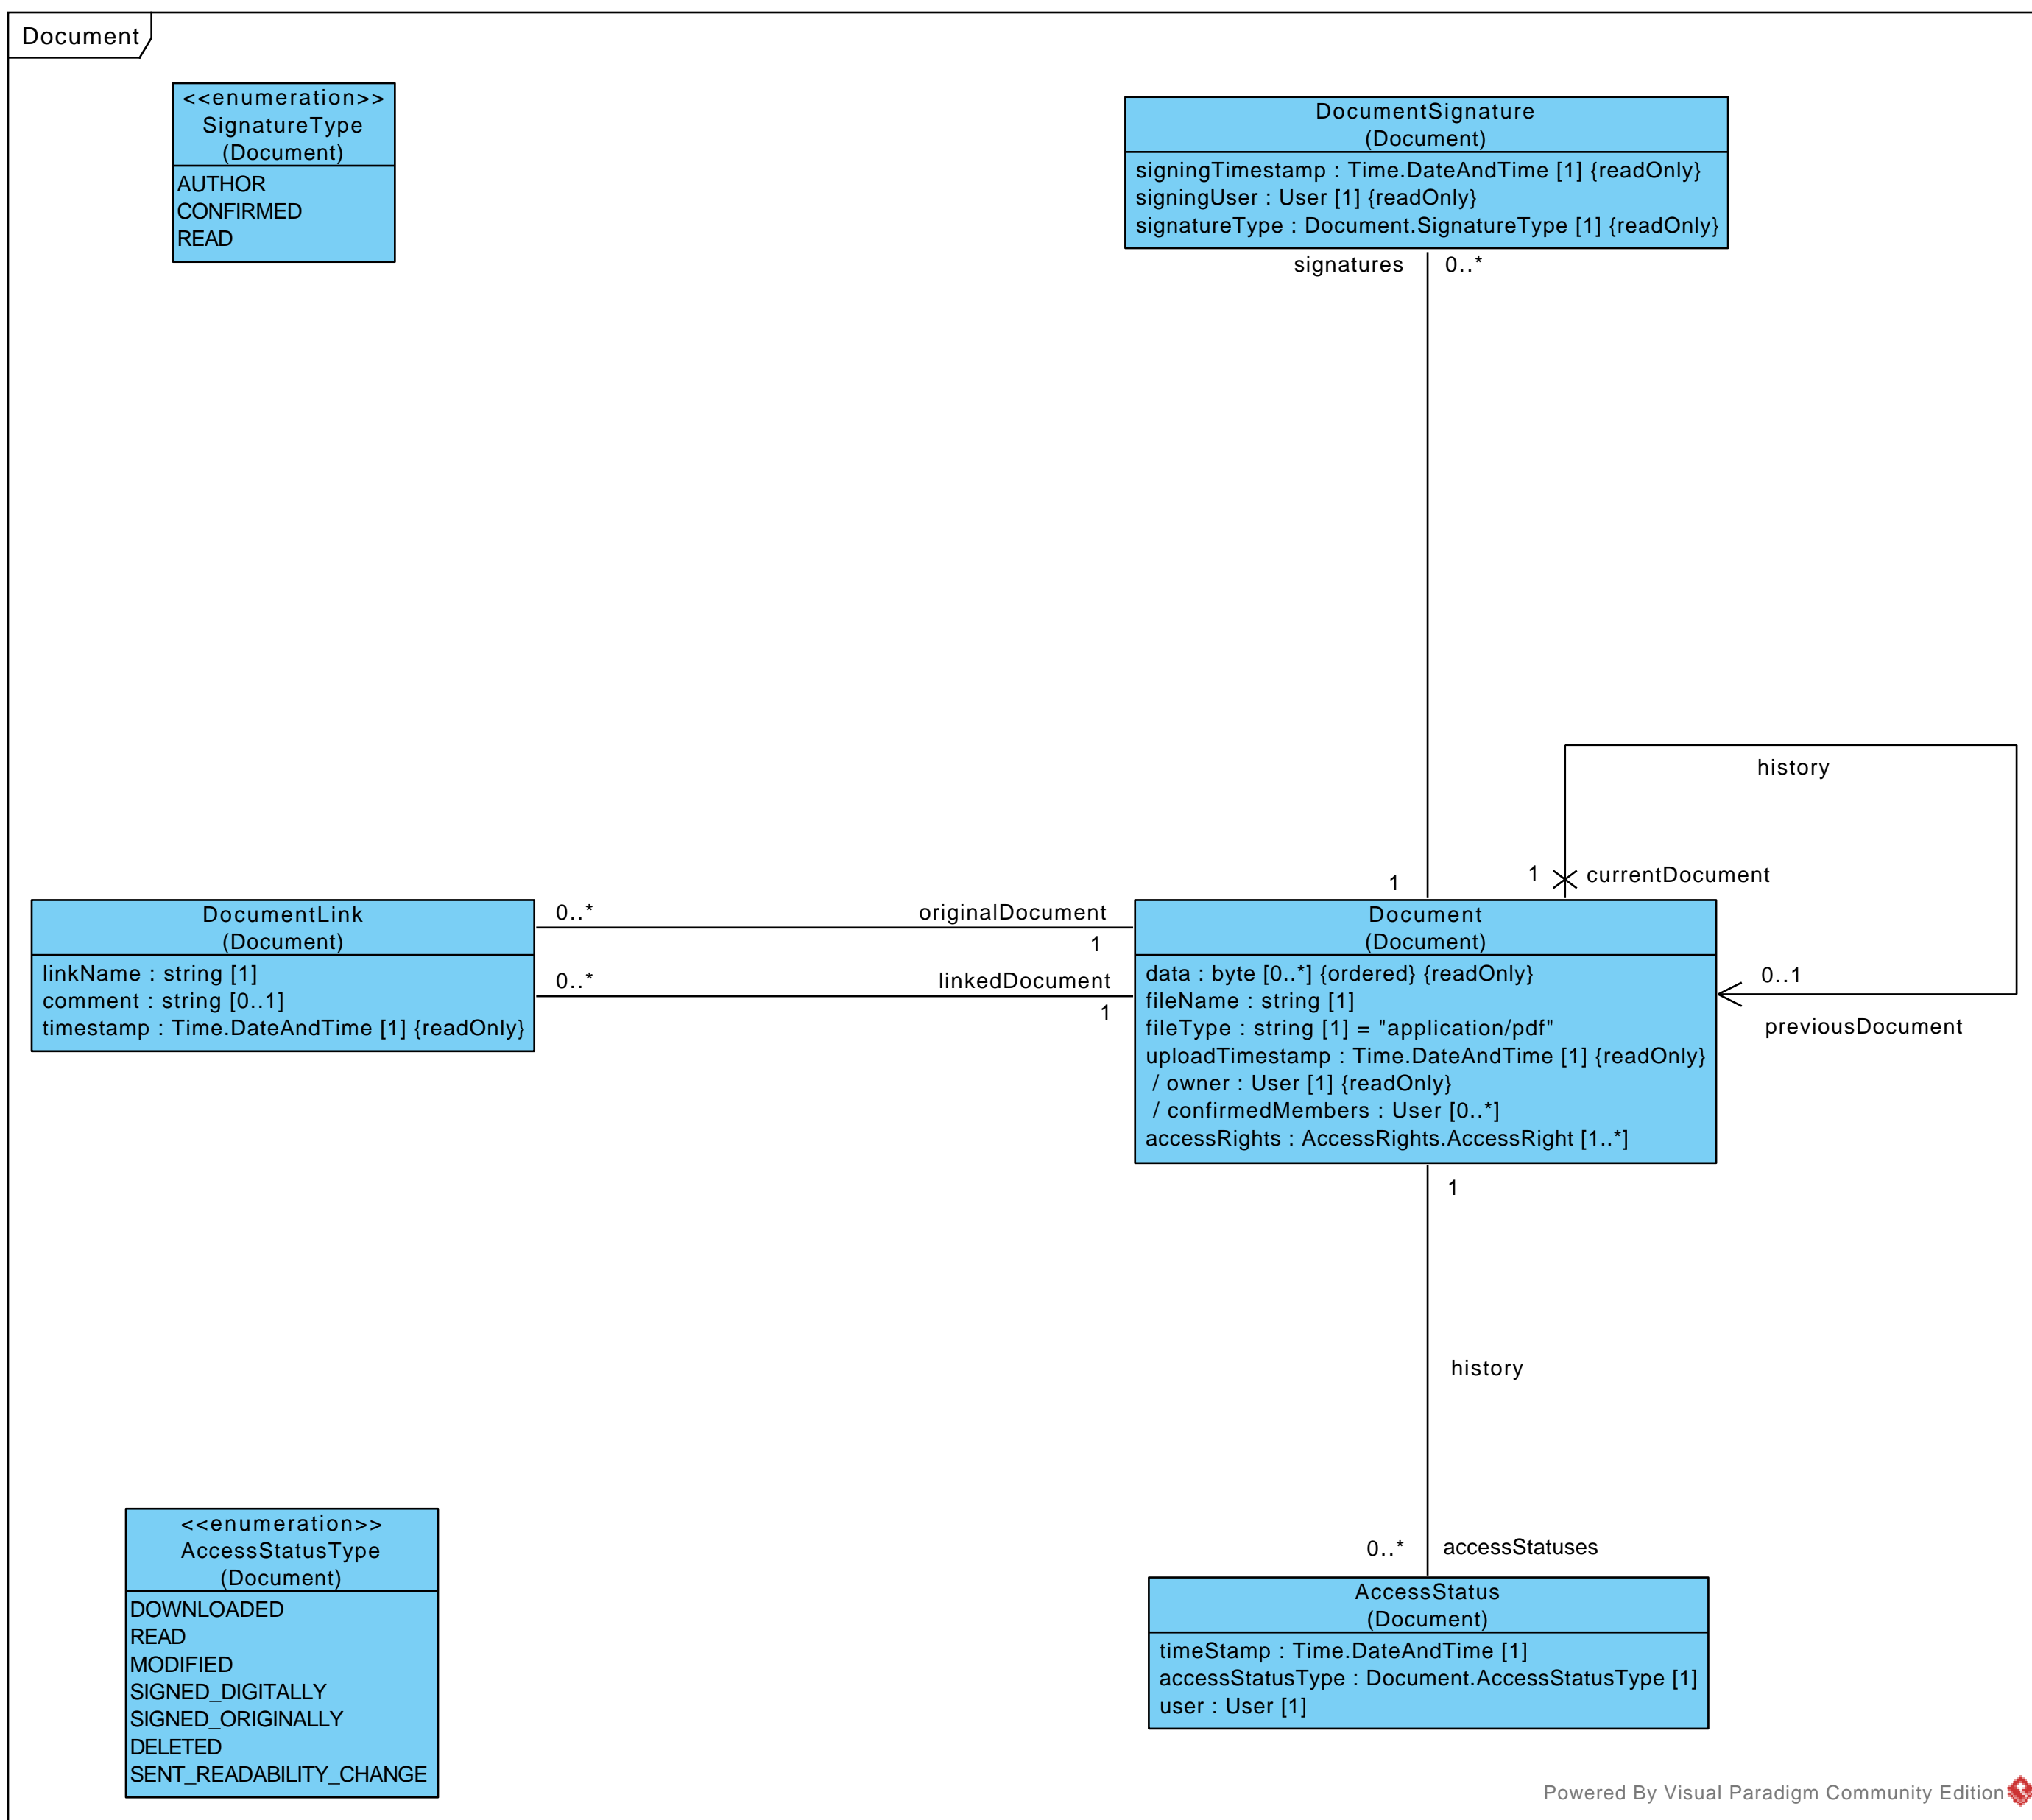 Document
<<enumeration>>
SignatureType
(Document)
AUTHOR
CONFIRMED
READ
DocumentSignature
(Document)
signingTimestamp : Time.DateAndTime [1] {readOnly}
signingUser : User [1] {readOnly}
signatureType : Document.SignatureType [1] {readOnly}
signatures 0..*
history
1 currentDocument
1
DocumentLink
(Document)
linkName : string [1]
comment : string [0..1]
timestamp : Time.DateAndTime [1] {readOnly}
0..* originalDocument
1
0..* linkedDocument
1
Document
(Document)
data : byte [0..*] {ordered} {readOnly}
fileName : string [1]
fileType : string [1] = "application/pdf"
uploadTimestamp : Time.DateAndTime [1] {readOnly}
/ owner : User [1] {readOnly}
/ confirmedMembers : User [0..*]
accessRights : AccessRights.AccessRight [1..*]
0..1
previousDocument
1
history
0..* accessStatuses
<<enumeration>>
AccessStatusType
(Document)
DOWNLOADED
READ
MODIFIED
SIGNED_DIGITALLY
SIGNED_ORIGINALLY
DELETED
SENT_READABILITY_CHANGE
AccessStatus
(Document)
timeStamp : Time.DateAndTime [1]
accessStatusType : Document.AccessStatusType [1]
user : User [1]
Powered By Visual Paradigm Community Edition